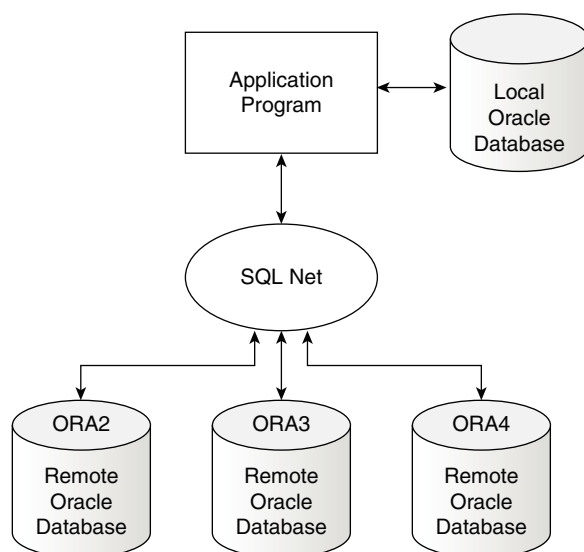 Application
Program
Local
Oracle
Database
SQL Net
ORA2
Remote
Oracle
Database
ORA3
Remote
Oracle
Database
ORA4
Remote
Oracle
Database